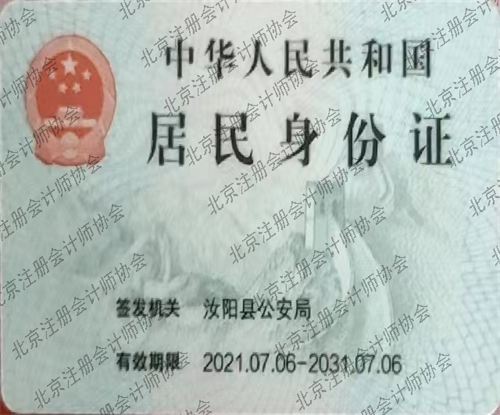 中华人民共和国
居民身份证
签发机关 汝阳县公安局
有效期限 2021.07.06-2031.07.06
北京注册会计师协会